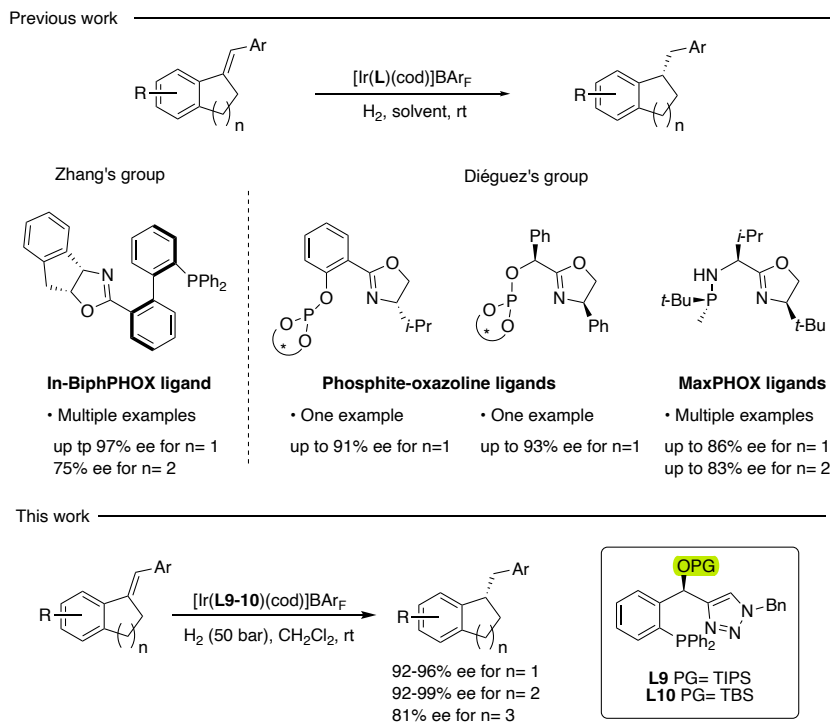 Previous work
Ar
R
( )n
[Ir(L)(cod)]BArF
H2, solvent, rt
Ar
R
( )n
Zhang's group
Diéguez's group
N
O
PPh2
O
O
P
O
O
N
*
i-Pr
Ph
O
O
P
O
O
N
*
Ph
i-Pr
HN
O
t-Bu
P
N
t-Bu
In-BiphPHOX ligand
Phosphite-oxazoline ligands
MaxPHOX ligands
• Multiple examples
• One example
• One example
• Multiple examples
up tp 97% ee for n= 1
75% ee for n= 2
up to 91% ee for n=1
up to 93% ee for n=1
up to 86% ee for n= 1
up to 83% ee for n= 2
This work
Ar
R
( )n
[Ir(L9-10)(cod)]BArF
H2 (50 bar), CH2Cl2, rt
Ar
R
( )n
92-96% ee for n= 1
92-99% ee for n= 2
81% ee for n= 3
OPG
N
Bn
N
N
PPh2
L9 PG= TIPS
L10 PG= TBS